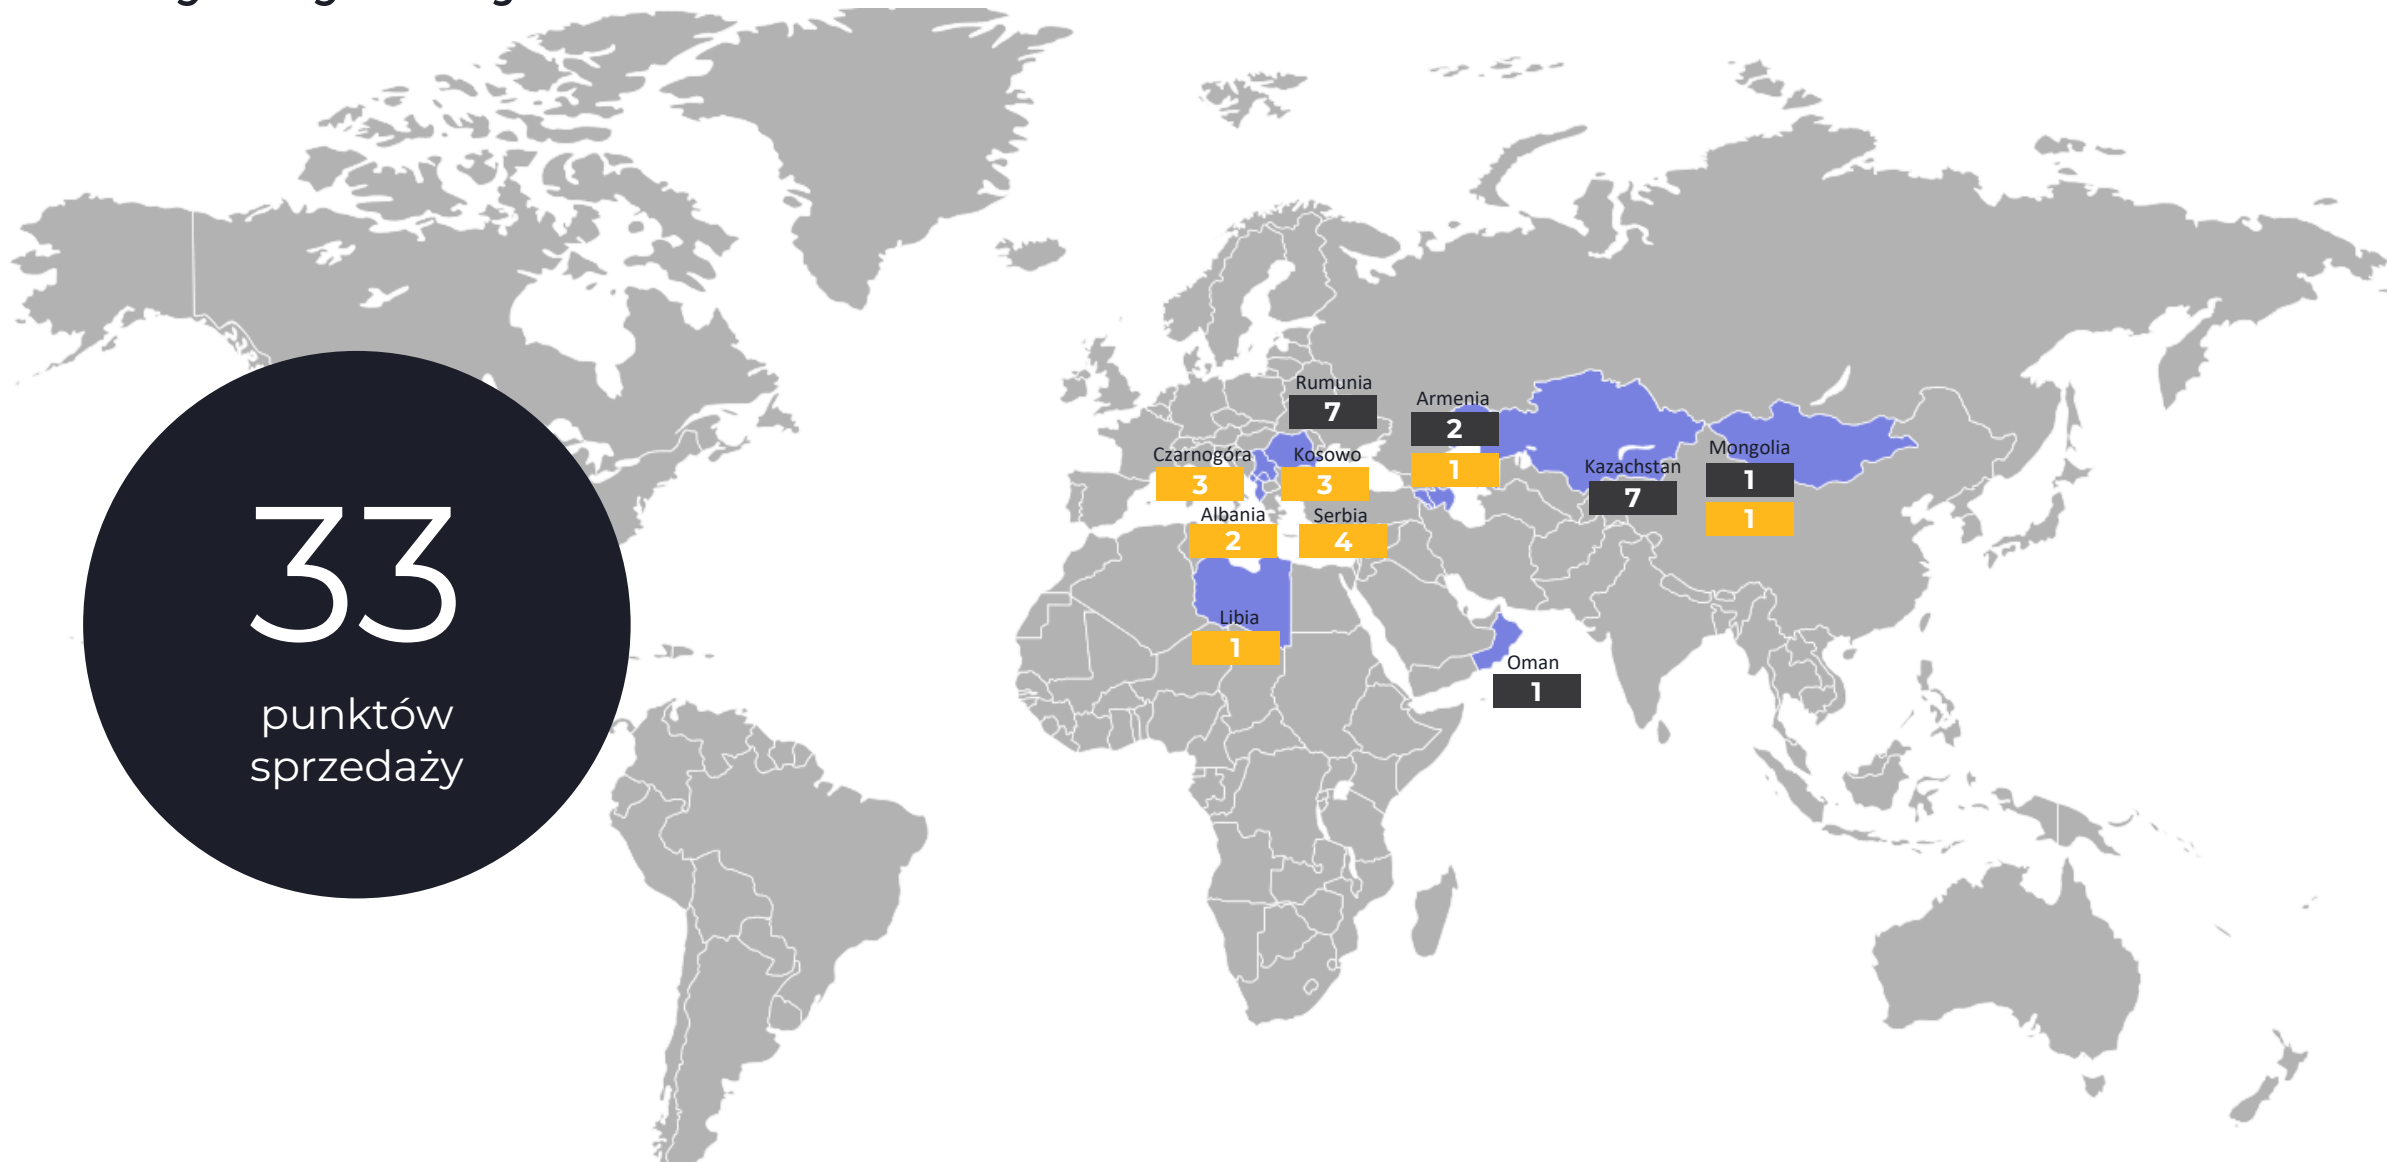 33
punktów
sprzedaży
Rumunia
7
Armenia
2
1
Czarnogóra
3
Kosowo
3
Albania
2
Serbia
4
Kazachstan
7
Mongolia
1
1
Libia
1
Oman
1